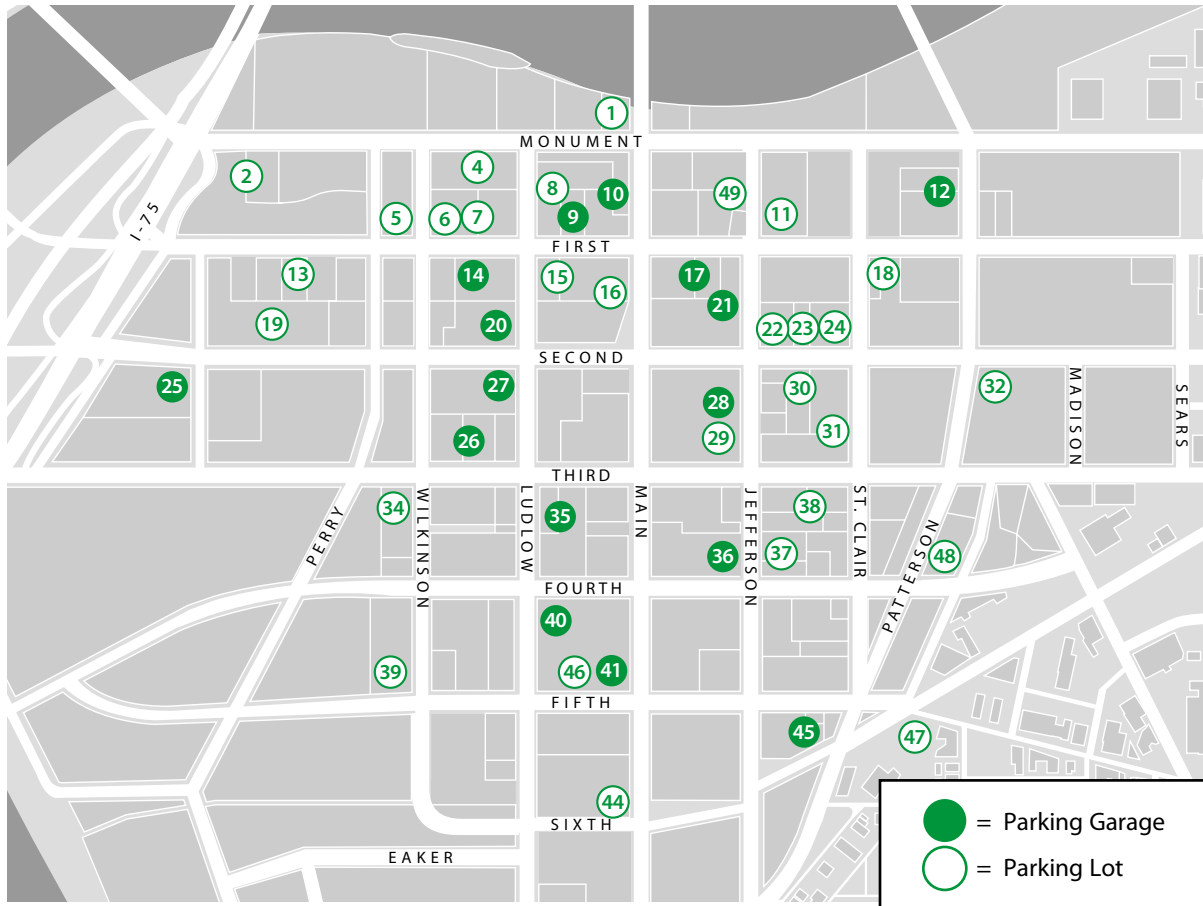 1
MONUMENT
2
4
8
10
49
12
5
6
7
9
11
I-75
FIRST
13
14
15
16
17
18
19
20
21
22
23
24
SECOND
25
27
28
30
32
MADISON
SEARS
26
29
31
THIRD
34
WILKINSON
LUDLOW
35
MAIN
JEFFERSON
38
ST. CLAIR
PERRY
36
37
PATTERSON
48
FOURTH
40
39
46
41
FIFTH
45
47
44
SIXTH
EAKER
= Parking Garage
= Parking Lot